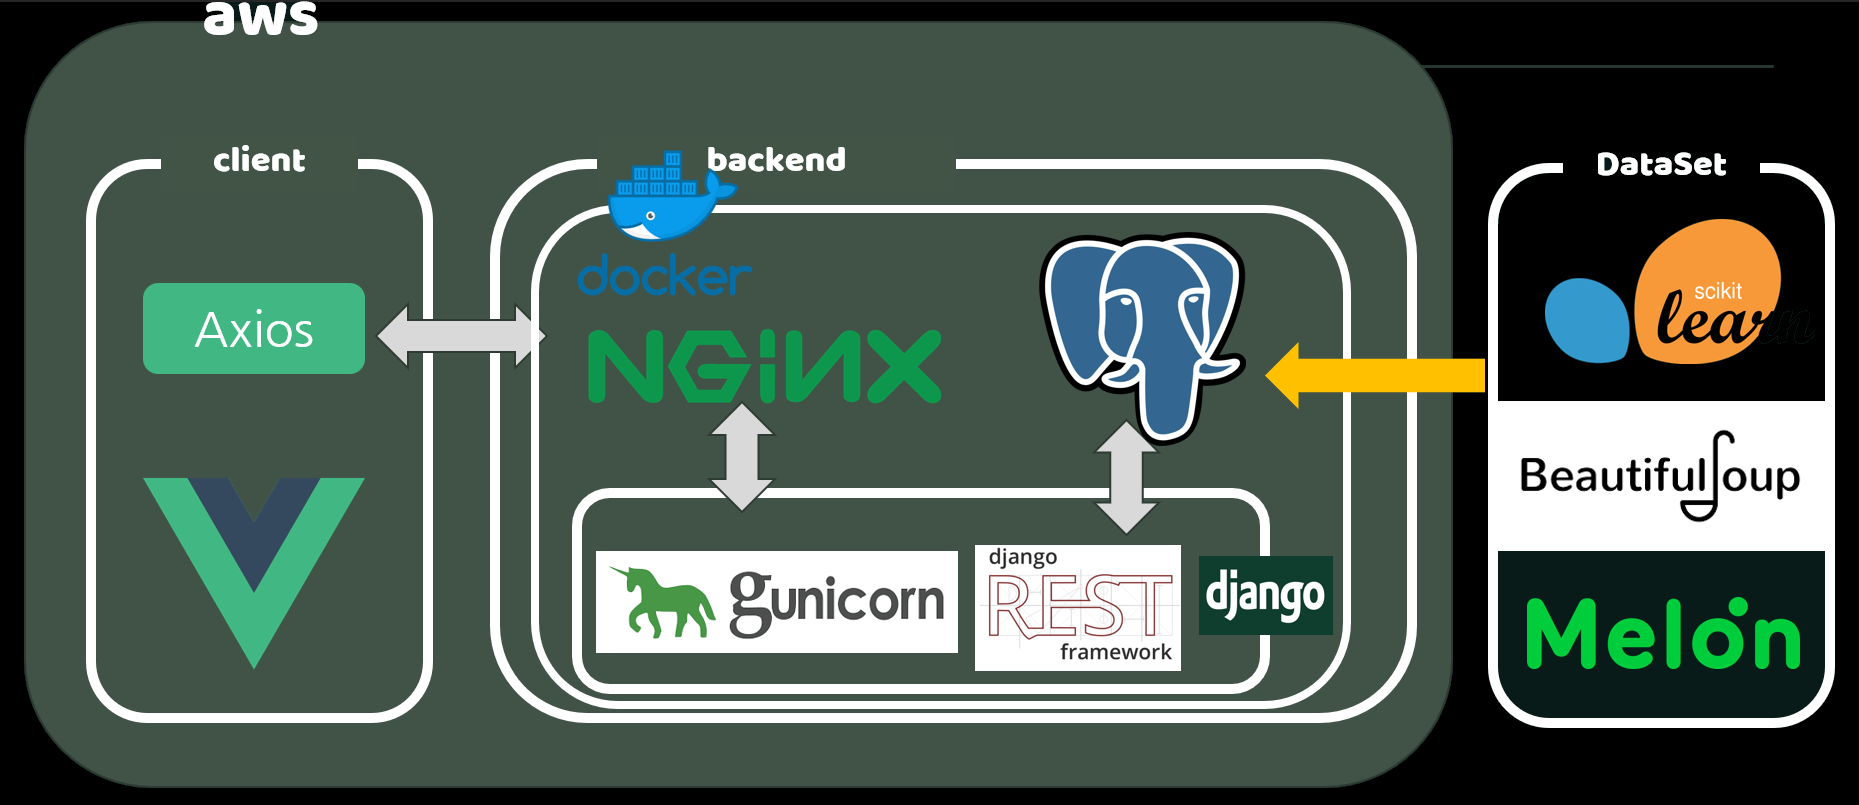 aws
client
backend
DataSet
docker
Axios
NGiNX
scikit
learn
BeautifulSoup
gunicorn
django
REST
framework
django
Melon